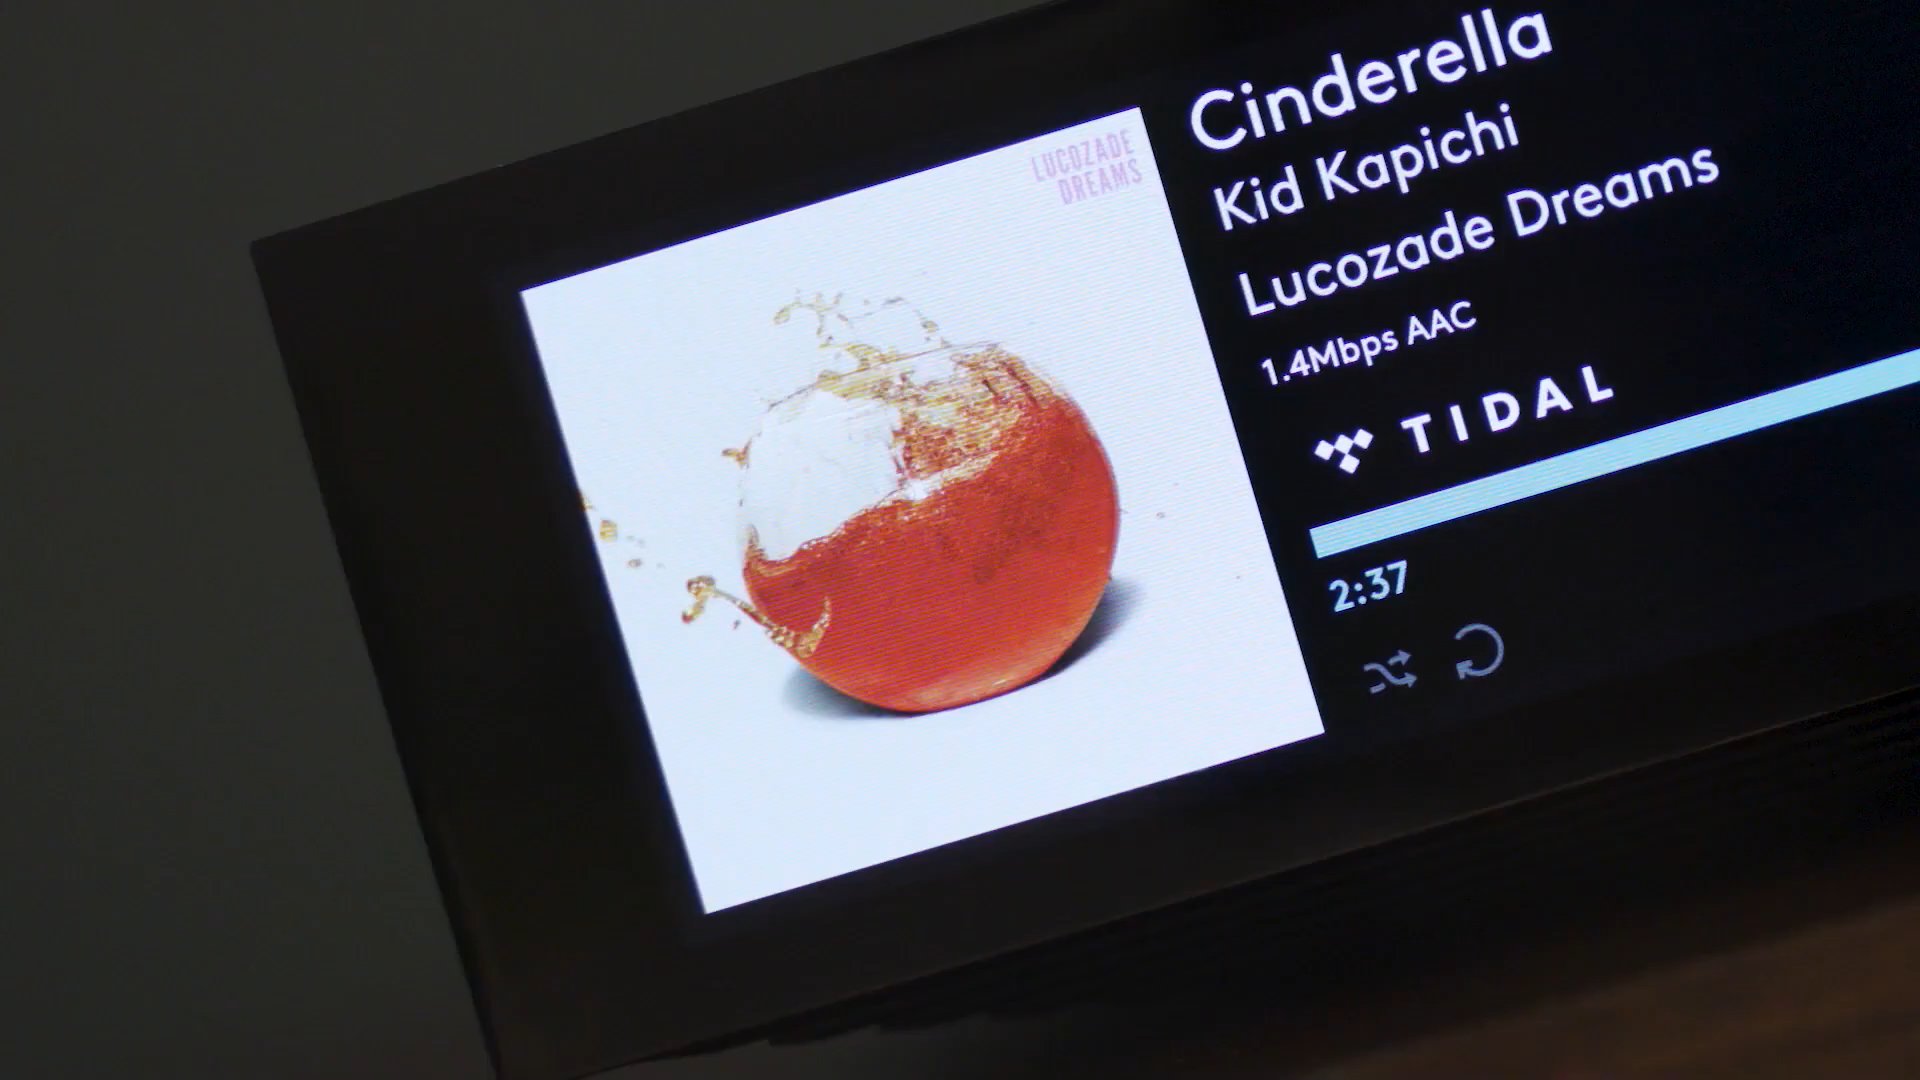 LUCOZADE
DREAMS
Cinderella
Kid Kapichi
Lucozade Dreams
1.4Mbps AAC
TIDAL
2:37